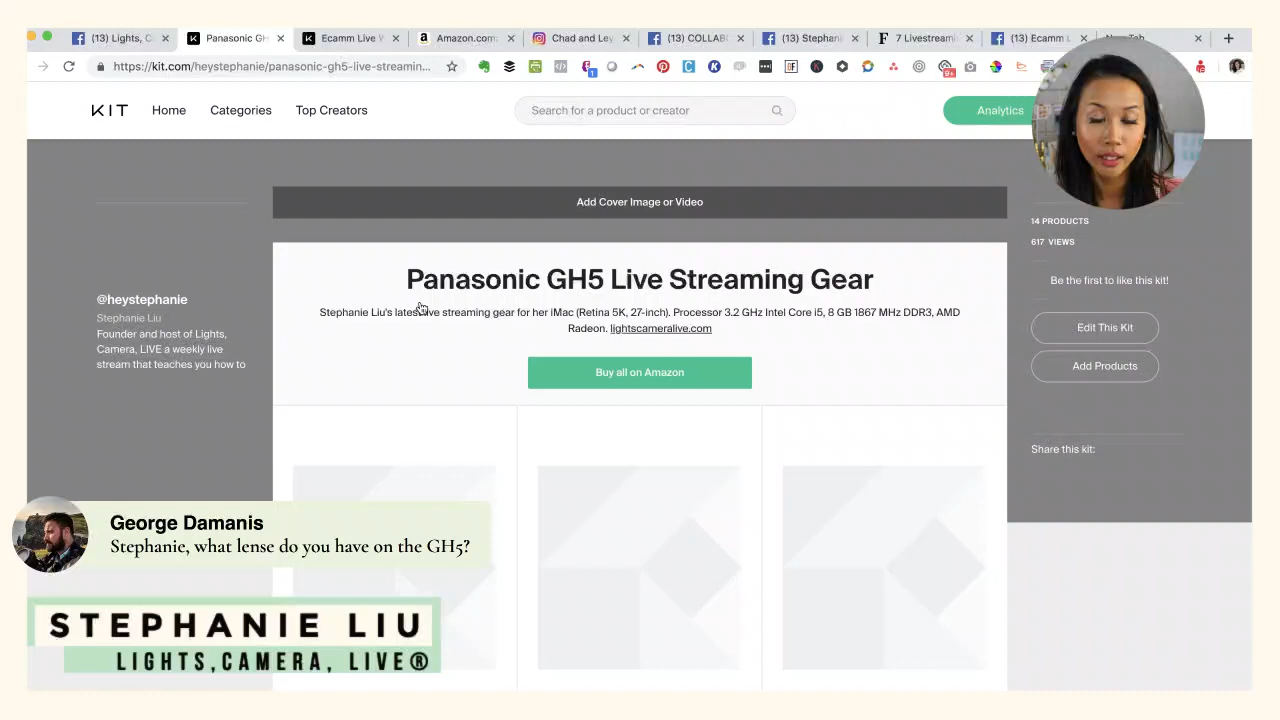 (13) Lights, C
Panasonic GH
Ecamm Live V
Amazon.com:
Chad and Ley
(13) COLLAB
(13) Stephani
7 Livestreami
(13) Ecamm L
https://kit.com/heystephanie/panasonic-gh5-live-streamin...
KIT
Home
Categories
Top Creators
Search for a product or creator
Analytics
Add Cover Image or Video
14 PRODUCTS
617 VIEWS
Be the first to like this kit!
Edit This Kit
Add Products
Share this kit:
@heystephanie
Stephanie Liu
Founder and host of Lights,
Camera, LIVE a weekly live
stream that teaches you how to
Panasonic GH5 Live Streaming Gear
Stephanie Liu's latest live streaming gear for her iMac (Retina 5K, 27-inch). Processor 3.2 GHz Intel Core i5, 8 GB 1867 MHz DDR3, AMD
Radeon. lightscameralive.com
Buy all on Amazon
George Damanis
Stephanie, what lense do you have on the GH5?
STEPHANIE LIU
LIGHTS,CAMERA, LIVE®